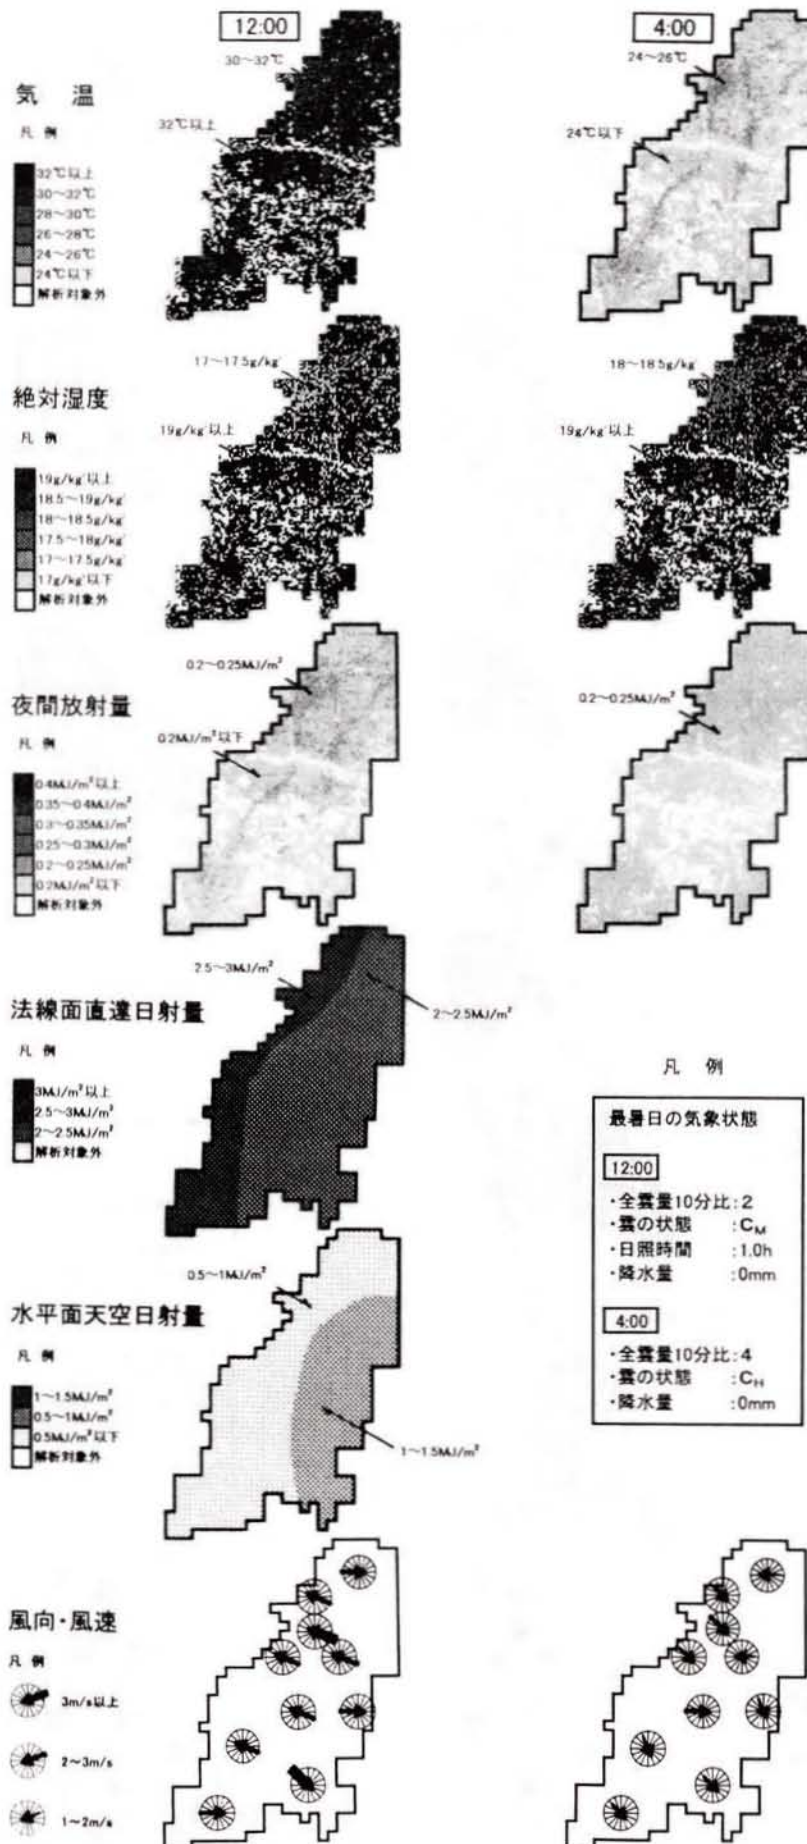 12:00
4:00
気 温
凡 例
32℃以上
30～32℃
28～30℃
26～28℃
24～26℃
24℃以下
解析対象外
30～32℃
32℃以上
24～26℃
24℃以下
絶対湿度
凡 例
19g/kg'以上
18.5～19g/kg'
18～18.5g/kg'
17.5～18g/kg'
17～17.5g/kg'
17g/kg'以下
解析対象外
17～17.5g/kg'
19g/kg'以上
18～18.5g/kg'
19g/kg'以上
夜間放射量
凡 例
0.4MJ/m²以上
0.35～0.4MJ/m²
0.3～0.35MJ/m²
0.25～0.3MJ/m²
0.2～0.25MJ/m²
0.2MJ/m²以下
解析対象外
0.2～0.25MJ/m²
0.2MJ/m²以下
0.2～0.25MJ/m²
法線面直達日射量
凡 例
3MJ/m²以上
2.5～3MJ/m²
2～2.5MJ/m²
解析対象外
2.5～3MJ/m²
2～2.5MJ/m²
水平面天空日射量
凡 例
1～1.5MJ/m²
0.5～1MJ/m²
0.5MJ/m²以下
解析対象外
0.5～1MJ/m²
1～1.5MJ/m²
凡 例
最暑日の気象状態
12:00
・全雲量10分比:2
・雲の状態 :CM
・日照時間 :1.0h
・降水量 :0mm
4:00
・全雲量10分比:4
・雲の状態 :CH
・降水量 :0mm
風向・風速
凡 例
3m/s以上
2～3m/s
1～2m/s